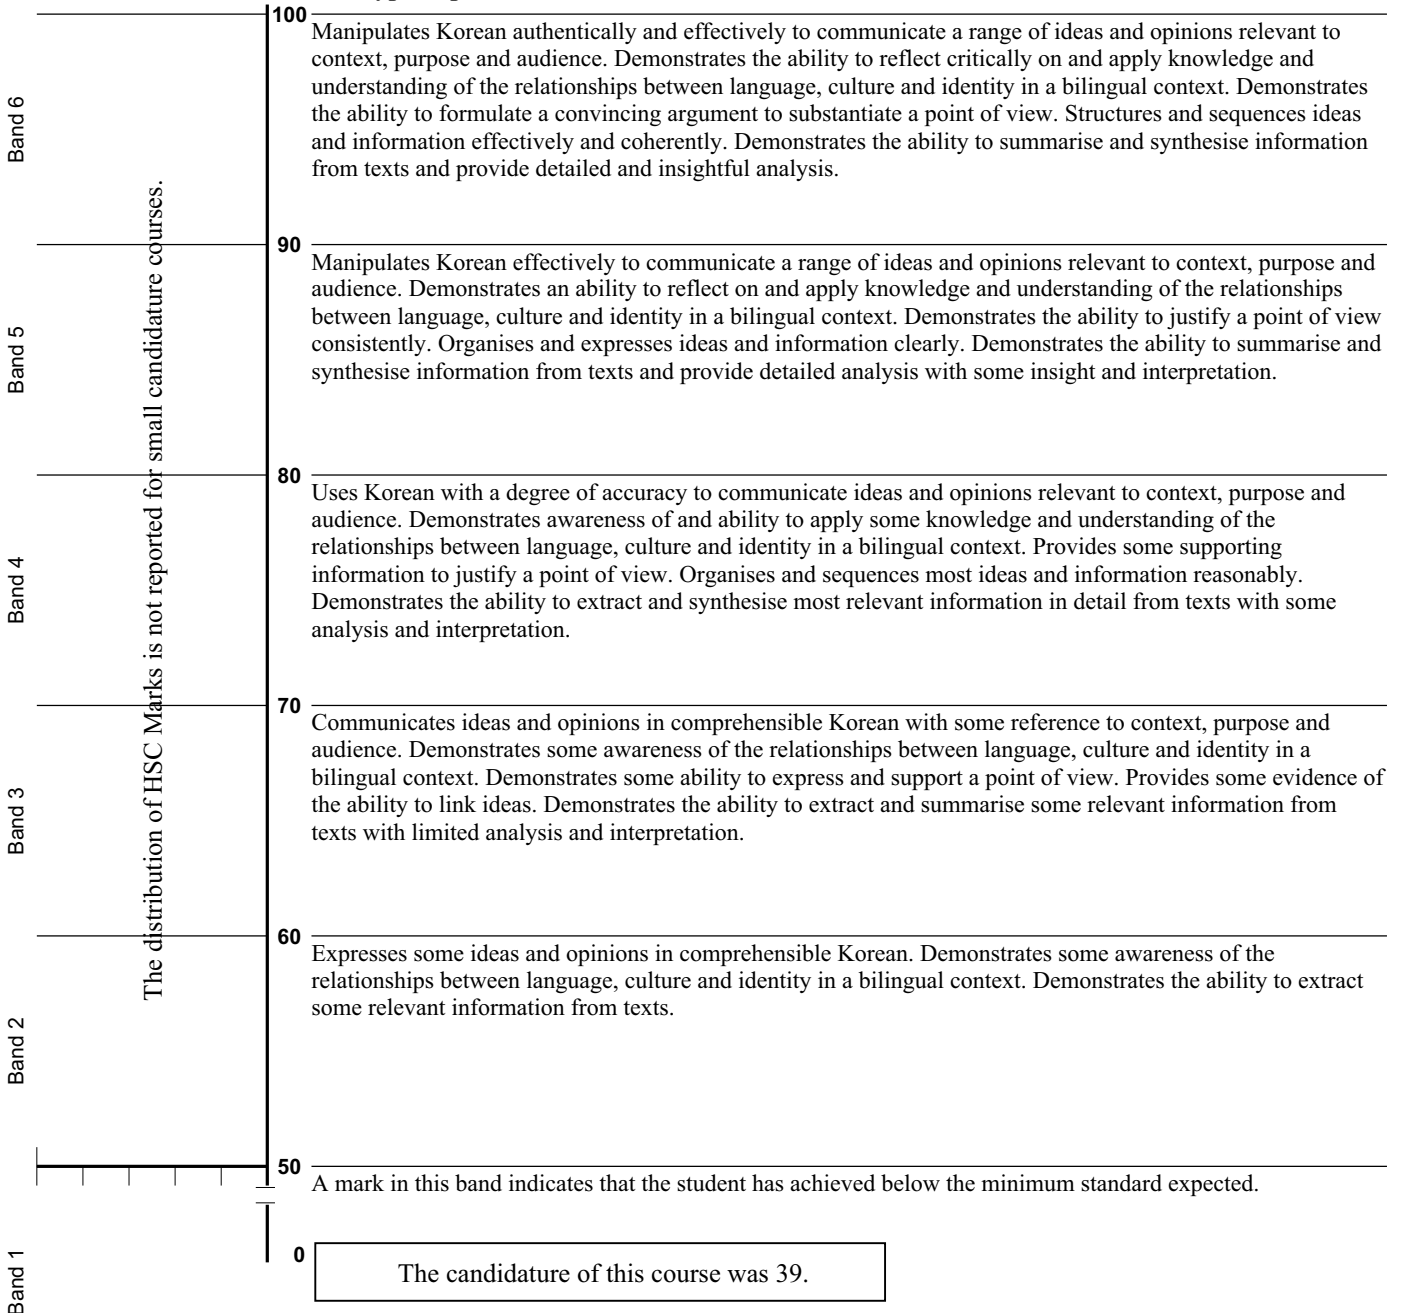 100
Manipulates Korean authentically and effectively to communicate a range of ideas and opinions relevant to
context, purpose and audience. Demonstrates the ability to reflect critically on and apply knowledge and
understanding of the relationships between language, culture and identity in a bilingual context. Demonstrates
the ability to formulate a convincing argument to substantiate a point of view. Structures and sequences ideas
and information effectively and coherently. Demonstrates the ability to summarise and synthesise information
from texts and provide detailed and insightful analysis.
Band 6
The distribution of HSC Marks is not reported for small candidature courses.
90
Manipulates Korean effectively to communicate a range of ideas and opinions relevant to context, purpose and
audience. Demonstrates an ability to reflect on and apply knowledge and understanding of the relationships
between language, culture and identity in a bilingual context. Demonstrates the ability to justify a point of view
consistently. Organises and expresses ideas and information clearly. Demonstrates the ability to summarise and
synthesise information from texts and provide detailed analysis with some insight and interpretation.
Band 5
80
Uses Korean with a degree of accuracy to communicate ideas and opinions relevant to context, purpose and
audience. Demonstrates awareness of and ability to apply some knowledge and understanding of the
relationships between language, culture and identity in a bilingual context. Provides some supporting
information to justify a point of view. Organises and sequences most ideas and information reasonably.
Demonstrates the ability to extract and synthesise most relevant information in detail from texts with some
analysis and interpretation.
Band 4
70
Communicates ideas and opinions in comprehensible Korean with some reference to context, purpose and
audience. Demonstrates some awareness of the relationships between language, culture and identity in a
bilingual context. Demonstrates some ability to express and support a point of view. Provides some evidence of
the ability to link ideas. Demonstrates the ability to extract and summarise some relevant information from
texts with limited analysis and interpretation.
Band 3
60
Expresses some ideas and opinions in comprehensible Korean. Demonstrates some awareness of the
relationships between language, culture and identity in a bilingual context. Demonstrates the ability to extract
some relevant information from texts.
Band 2
50
A mark in this band indicates that the student has achieved below the minimum standard expected.
0
Band 1
The candidature of this course was 39.